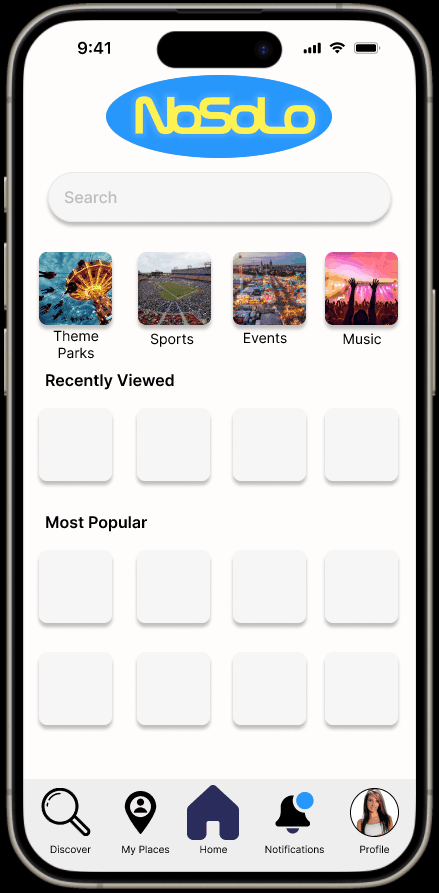 9:41
NoSoLo
Search
Theme
Parks
Sports
Events
Music
Recently Viewed
Most Popular
Discover
My Places
Home
Notifications
Profile